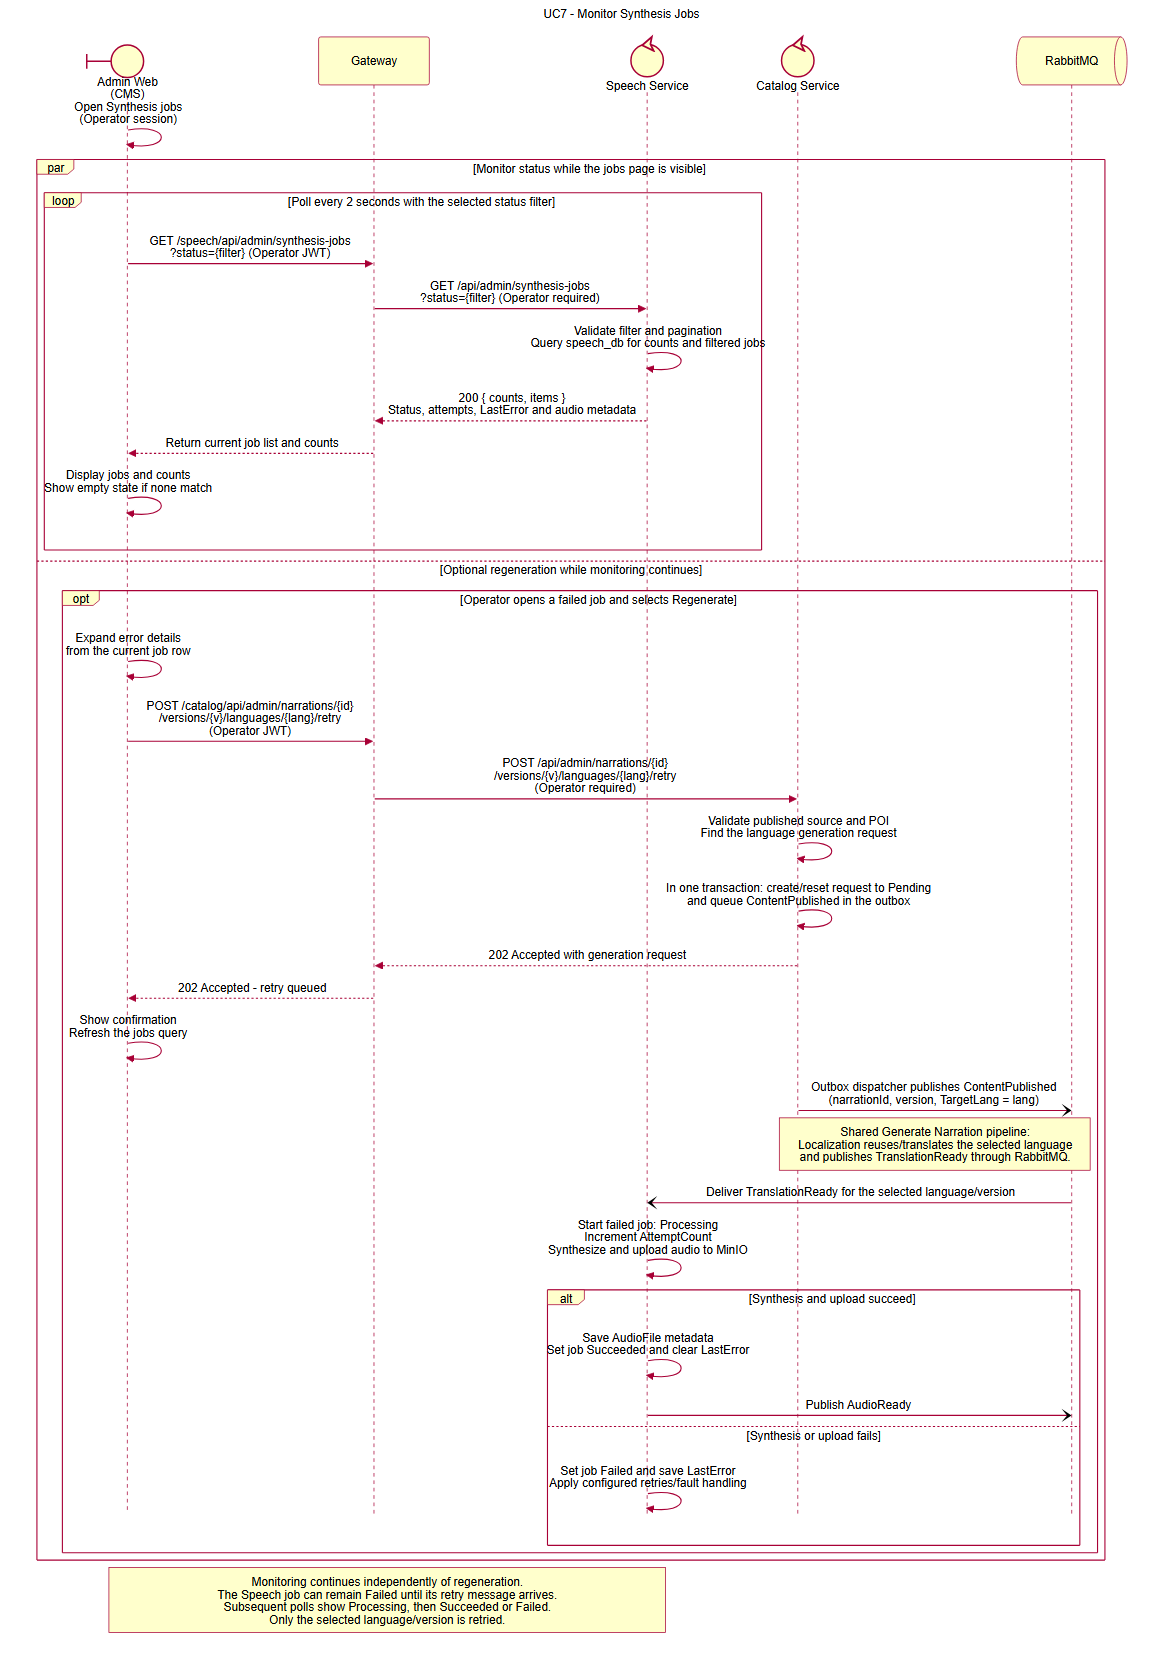 UC7 - Monitor Synthesis Jobs
Admin Web
(CMS)
Open Synthesis jobs
(Operator session)
Gateway
Speech Service
Catalog Service
RabbitMQ
par
[Monitor status while the jobs page is visible]
loop
[Poll every 2 seconds with the selected status filter]
GET /speech/api/admin/synthesis-jobs
?status={filter} (Operator JWT)
GET /api/admin/synthesis-jobs
?status={filter} (Operator required)
Validate filter and pagination
Query speech_db for counts and filtered jobs
200 { counts, items }
Status, attempts, LastError and audio metadata
Return current job list and counts
Display jobs and counts
Show empty state if none match
[Optional regeneration while monitoring continues]
opt
[Operator opens a failed job and selects Regenerate]
Expand error details
from the current job row
POST /catalog/api/admin/narrations/{id}
/versions/{v}/languages/{lang}/retry
(Operator JWT)
POST /api/admin/narrations/{id}
/versions/{v}/languages/{lang}/retry
(Operator required)
Validate published source and POI
Find the language generation request
In one transaction: create/reset request to Pending
and queue ContentPublished in the outbox
202 Accepted with generation request
202 Accepted - retry queued
Show confirmation
Refresh the jobs query
Outbox dispatcher publishes ContentPublished
(narrationId, version, TargetLang = lang)
Shared Generate Narration pipeline:
Localization reuses/translates the selected language
and publishes TranslationReady through RabbitMQ.
Deliver TranslationReady for the selected language/version
Start failed job: Processing
Increment AttemptCount
Synthesize and upload audio to MinIO
alt
[Synthesis and upload succeed]
Save AudioFile metadata
Set job Succeeded and clear LastError
Publish AudioReady
[Synthesis or upload fails]
Set job Failed and save LastError
Apply configured retries/fault handling
Monitoring continues independently of regeneration.
The Speech job can remain Failed until its retry message arrives.
Subsequent polls show Processing, then Succeeded or Failed.
Only the selected language/version is retried.